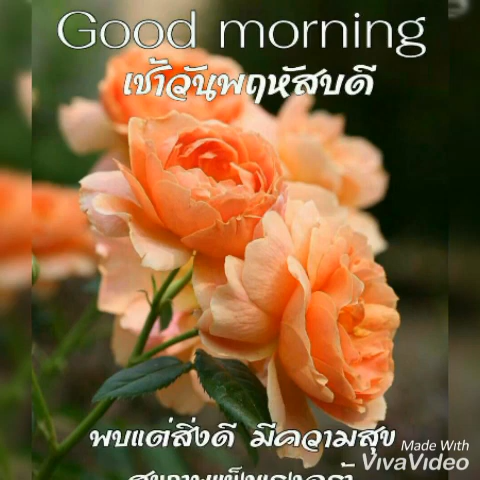 Good morning
เช้าวันพฤหัสบดี
พบแต่สิ่งดี มีความสุข
Made With
VivaVideo